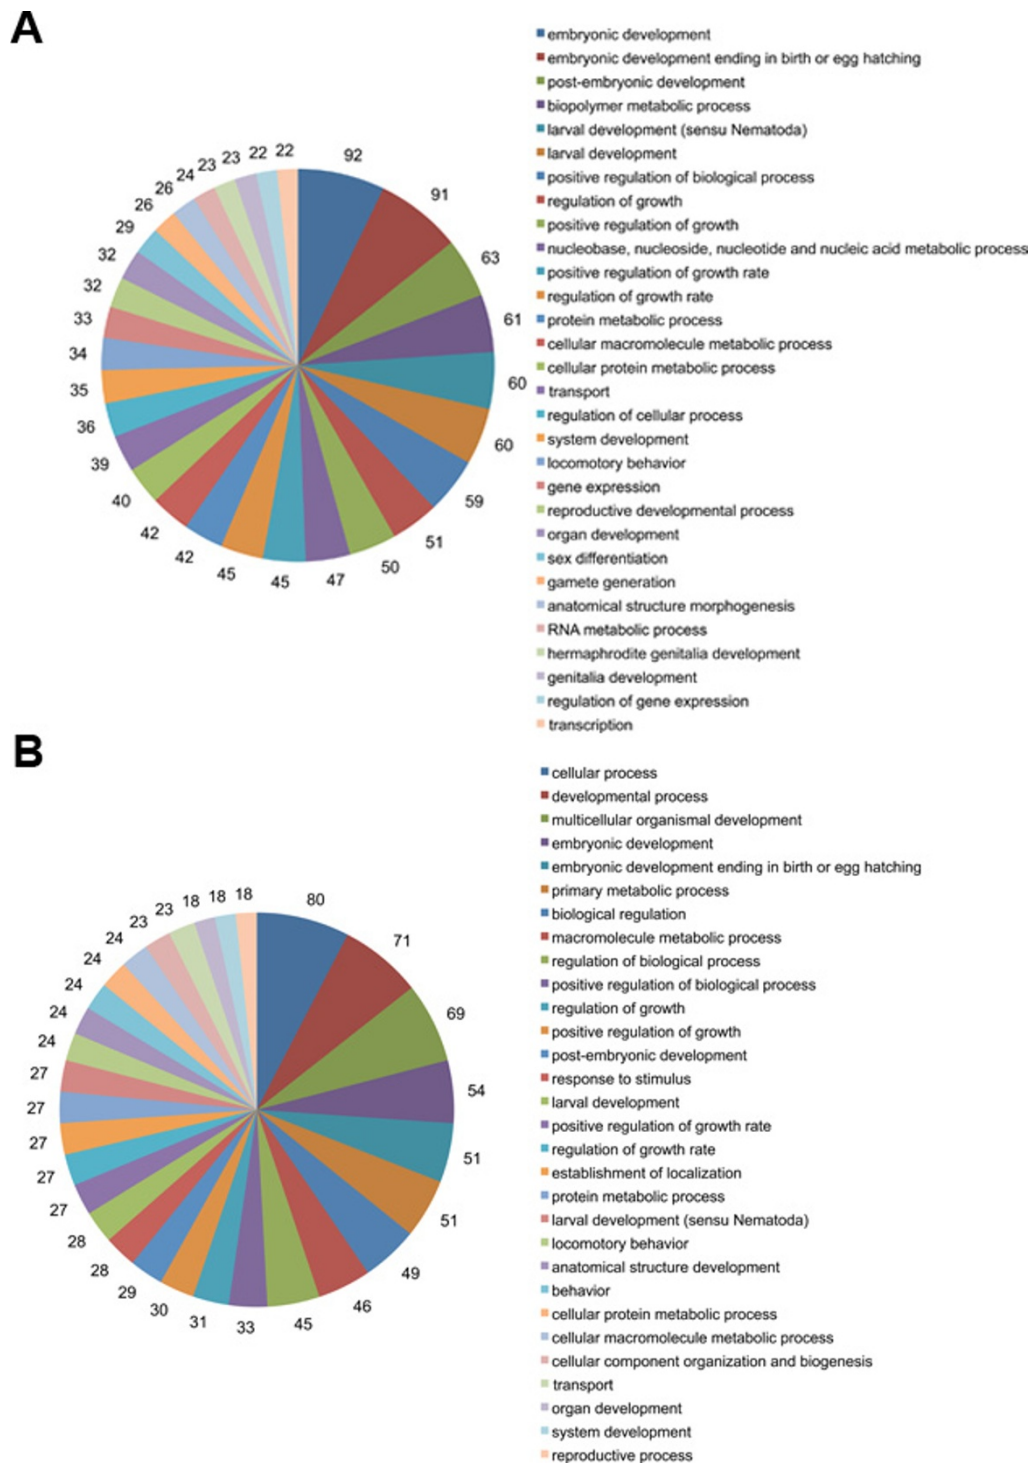 A
embryonic development
embryonic development ending in birth or egg hatching
post-embryonic development
biopolymer metabolic process
larval development (sensu Nematoda)
larval development
positive regulation of biological process
regulation of growth
positive regulation of growth
nucleobase, nucleoside, nucleotide and nucleic acid metabolic process
positive regulation of growth rate
regulation of growth rate
protein metabolic process
cellular macromolecule metabolic process
cellular protein metabolic process
transport
regulation of cellular process
system development
locomotory behavior
gene expression
reproductive developmental process
organ development
sex differentiation
gamete generation
anatomical structure morphogenesis
RNA metabolic process
hermaphrodite genitalia development
genitalia development
regulation of gene expression
transcription
92
91
63
61
60
60
59
51
50
47
45
45
42
42
40
39
36
35
34
33
32
32
29
26
26
24
23
23
22
22
B
cellular process
developmental process
multicellular organismal development
embryonic development
embryonic development ending in birth or egg hatching
primary metabolic process
biological regulation
macromolecule metabolic process
regulation of biological process
positive regulation of biological process
regulation of growth
positive regulation of growth
post-embryonic development
response to stimulus
larval development
positive regulation of growth rate
regulation of growth rate
establishment of localization
protein metabolic process
larval development (sensu Nematoda)
locomotory behavior
anatomical structure development
behavior
cellular protein metabolic process
cellular macromolecule metabolic process
cellular component organization and biogenesis
transport
organ development
system development
reproductive process
80
71
69
54
51
51
49
46
45
33
31
30
29
28
28
27
27
27
27
27
24
24
24
24
24
23
23
18
18
18